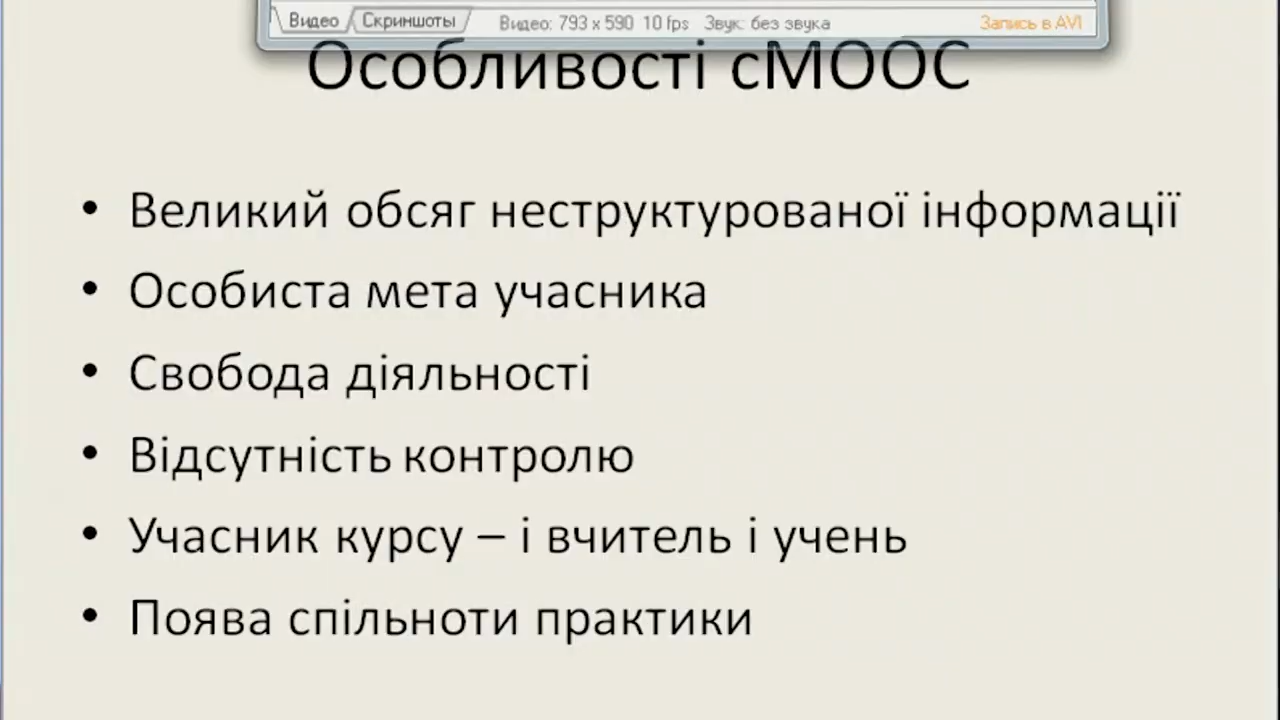 Видео Скриншоты Видео: 793 x 590 10 fps Звук: без звука Запись в AVI
Особливості сМООС
• Великий обсяг неструктурованої інформації
• Особиста мета учасника
• Свобода діяльності
• Відсутність контролю
• Учасник курсу – і вчитель і учень
• Поява спільноти практики